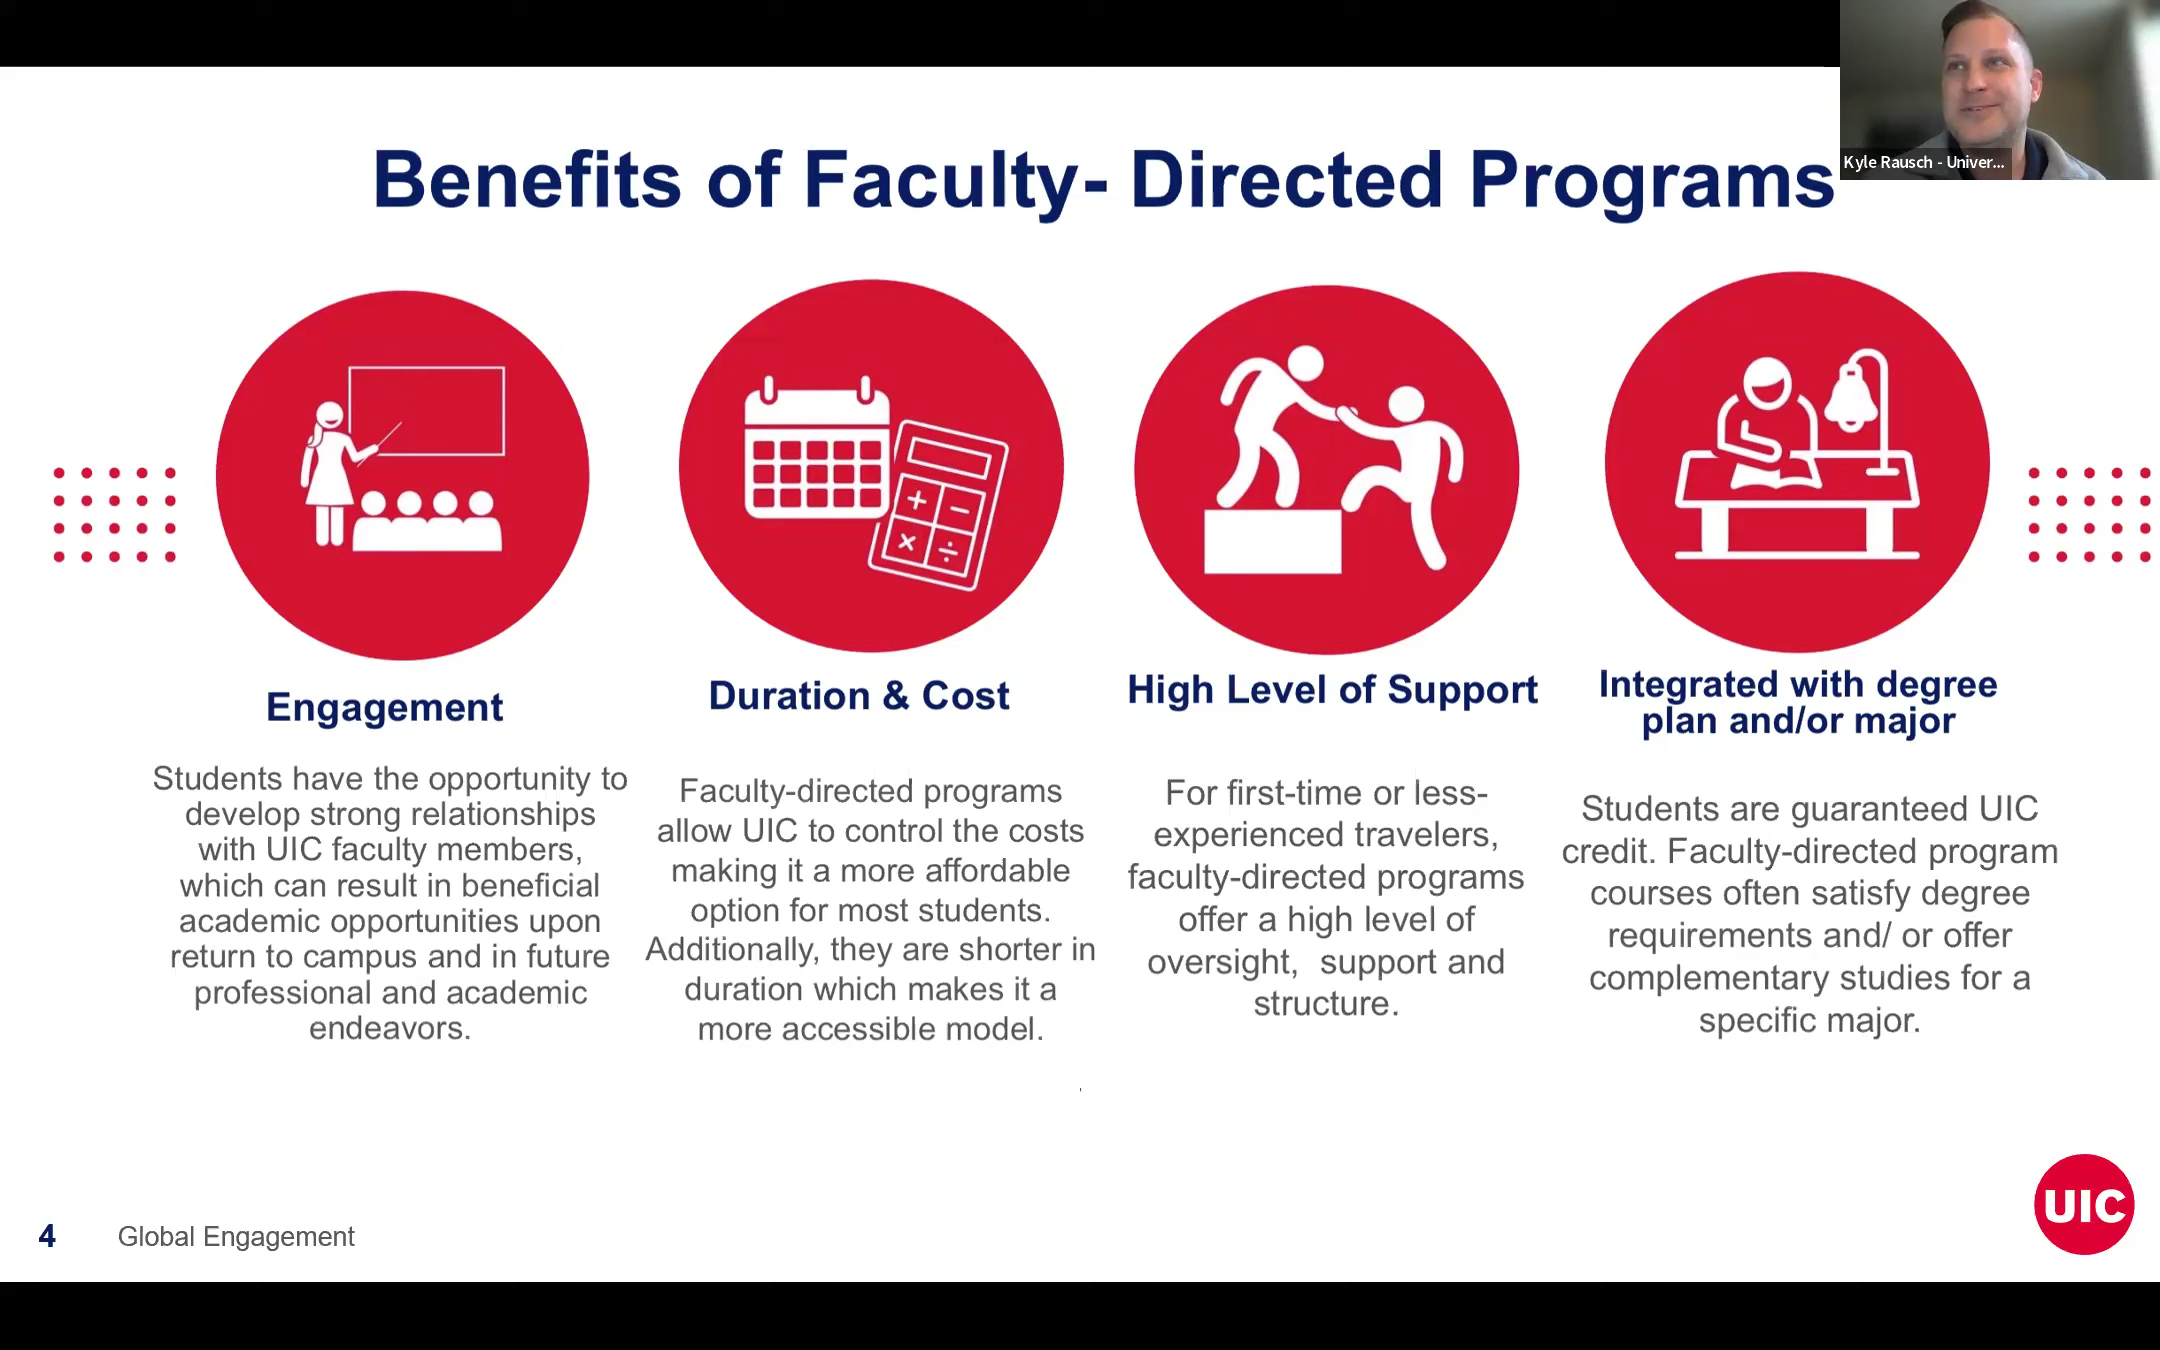 Kyle Rausch - Univer...
Benefits of Faculty- Directed Programs
Engagement
Students have the opportunity to
develop strong relationships
with UIC faculty members,
which can result in beneficial
academic opportunities upon
return to campus and in future
professional and academic
endeavors.
Duration & Cost
Faculty-directed programs
allow UIC to control the costs
making it a more affordable
option for most students.
Additionally, they are shorter in
duration which makes it a
more accessible model.
High Level of Support
For first-time or less-
experienced travelers,
faculty-directed programs
offer a high level of
oversight,  support and
structure.
Integrated with degree
plan and/or major
Students are guaranteed UIC
credit. Faculty-directed program
courses often satisfy degree
requirements and/ or offer
complementary studies for a
specific major.
4
Global Engagement
UIC